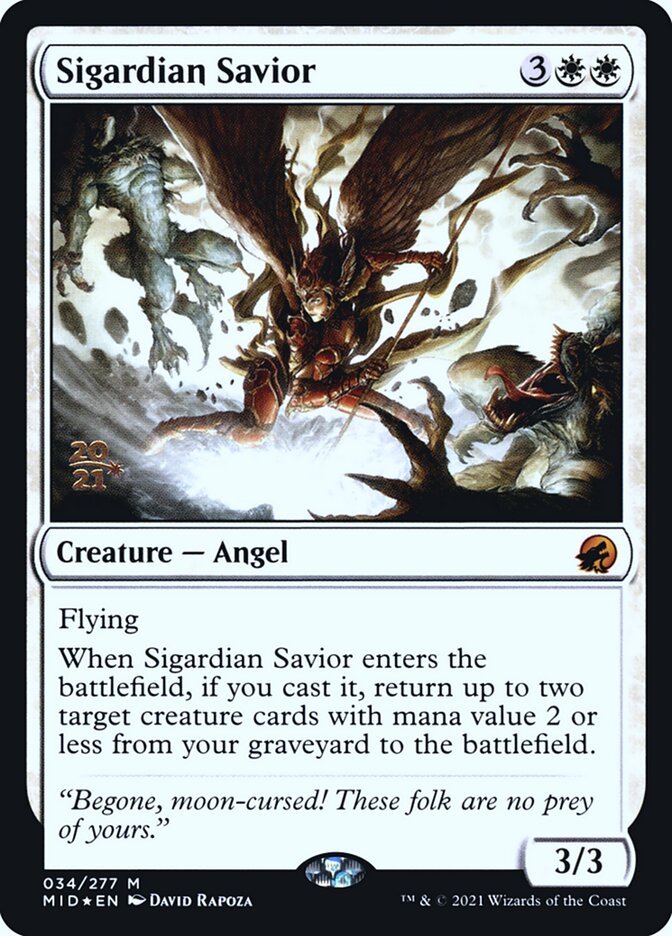 Sigardian Savior 3
20
21
Creature — Angel
Flying
When Sigardian Savior enters the
battlefield, if you cast it, return up to two
target creature cards with mana value 2 or
less from your graveyard to the battlefield.
“Begone, moon-cursed! These folk are no prey
of yours.”
3/3
034/277 M
MID★EN David Rapoza
™ & © 2021 Wizards of the Coast